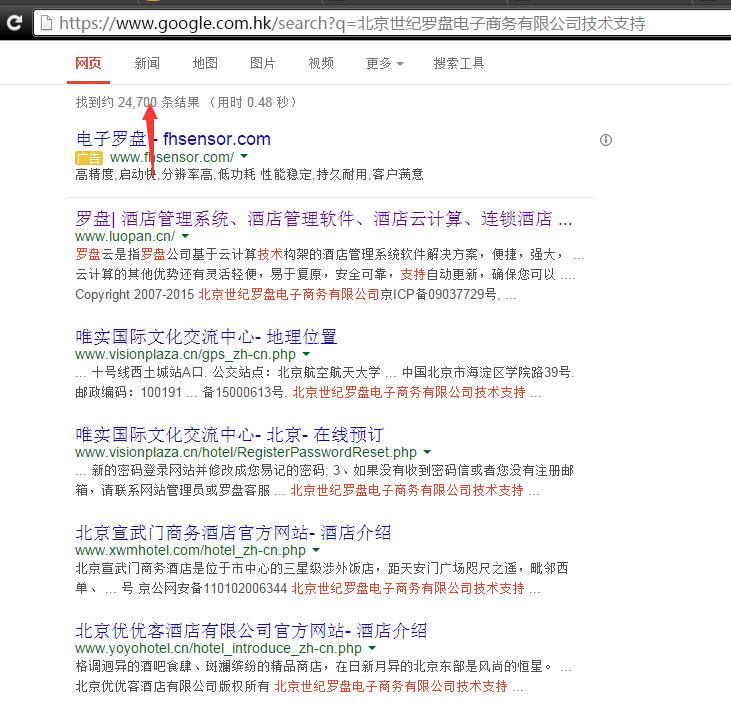 https://www.google.com.hk/search?q=北京世纪罗盘电子商务有限公司技术支持
网页 新闻 地图 图片 视频 更多 搜索工具
找到约 24,700 条结果 （用时 0.48 秒）
电子罗盘 - fhsensor.com
广告 www.fhsensor.com/
高精度,启动快,分辨率高,低功耗 性能稳定,持久耐用,客户满意
罗盘| 酒店管理系统、酒店管理软件、酒店云计算、连锁酒店 ...
www.luopan.cn/
罗盘云是指罗盘公司基于云计算技术构架的酒店管理系统软件解决方案，便捷，强大， ...
云计算的其他优势还有灵活轻便，易于复原，安全可靠，支持自动更新，确保您可以 ....
Copyright 2007-2015 北京世纪罗盘电子商务有限公司京ICP备09037729号, ...
唯实国际文化交流中心- 地理位置
www.visionplaza.cn/gps_zh-cn.php
... 十号线西土城站A口. 公交站点：北京航空航天大学 ... 中国北京市海淀区学院路39号.
邮政编码：100191 ... 备15000613号. 北京世纪罗盘电子商务有限公司技术支持 ...
唯实国际文化交流中心- 北京- 在线预订
www.visionplaza.cn/hotel/RegisterPasswordReset.php
... 新的密码登录网站并修改成您易记的密码; 3、如果没有收到密码信或者您没有注册邮
箱，请联系网站管理员或罗盘客服 ... 北京世纪罗盘电子商务有限公司技术支持 ...
北京宣武门商务酒店官方网站- 酒店介绍
www.xwmhotel.com/hotel_zh-cn.php
北京宣武门商务酒店是位于市中心的三星级涉外饭店，距天安门广场咫尺之遥，毗邻西
单、 ... 号 京公网安备110102006344 北京世纪罗盘电子商务有限公司技术支持 ...
北京优优客酒店有限公司官方网站- 酒店介绍
www.yoyohotel.cn/hotel_introduce_zh-cn.php
格调迥异的酒吧食肆、斑澜缤纷的精品商店，在日新月异的北京东部是风尚的恒星。 ...
北京优优客酒店有限公司版权所有 北京世纪罗盘电子商务有限公司技术支持 ...